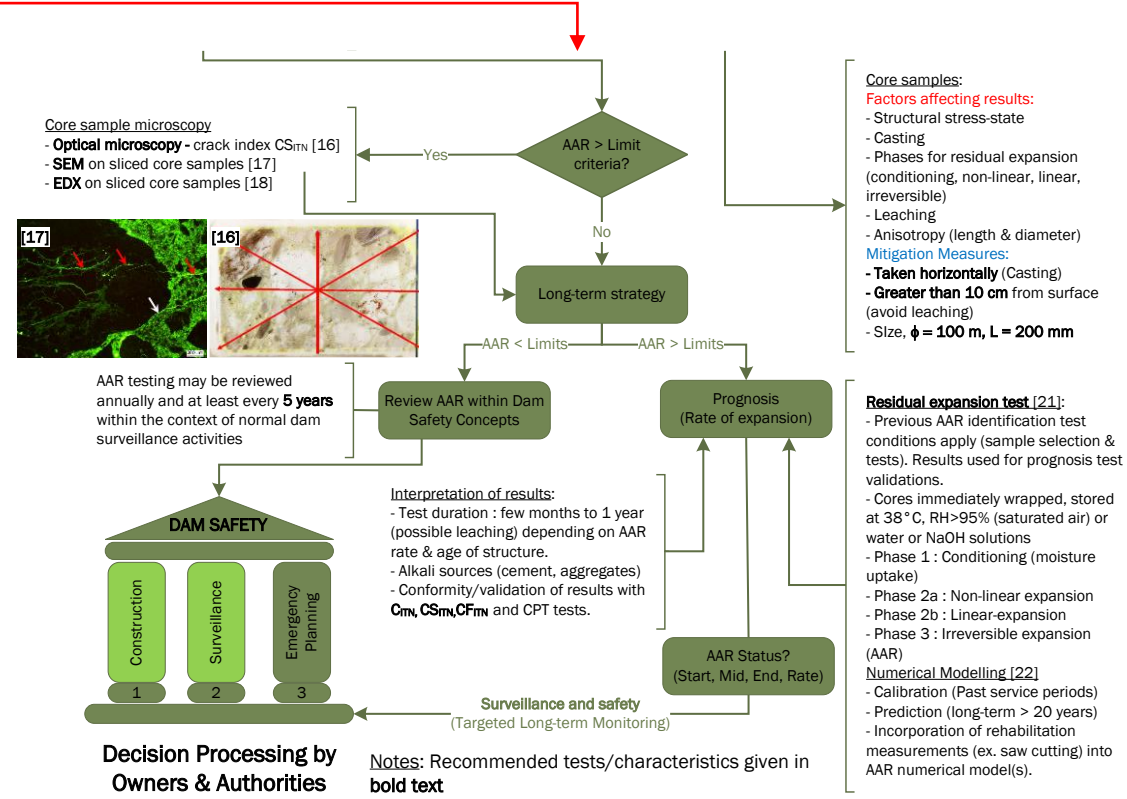 Core samples:
Factors affecting results:
- Structural stress-state
- Casting
- Phases for residual expansion
(conditioning, non-linear, linear,
irreversible)
- Leaching
- Anisotropy (length & diameter)
Mitigation Measures:
- Taken horizontally (Casting)
- Greater than 10 cm from surface
(avoid leaching)
- SIze, ϕ = 100 m, L = 200 mm
AAR > Limit
criteria?
Yes
No
Core sample microscopy
- Optical microscopy - crack index CSITN [16]
- SEM on sliced core samples [17]
- EDX on sliced core samples [18]
[17]
[16]
Long-term strategy
AAR < Limits
AAR > Limits
AAR testing may be reviewed
annually and at least every 5 years
within the context of normal dam
surveillance activities
Review AAR within Dam
Safety Concepts
Prognosis
(Rate of expansion)
Residual expansion test [21]:
- Previous AAR identification test
conditions apply (sample selection &
tests). Results used for prognosis test
validations.
- Cores immediately wrapped, stored
at 38°C, RH>95% (saturated air) or
water or NaOH solutions
- Phase 1 : Conditioning (moisture
uptake)
- Phase 2a : Non-linear expansion
- Phase 2b : Linear-expansion
- Phase 3 : Irreversible expansion
(AAR)
Numerical Modelling [22]
- Calibration (Past service periods)
- Prediction (long-term > 20 years)
- Incorporation of rehabilitation
measurements (ex. saw cutting) into
AAR numerical model(s).
Interpretation of results:
- Test duration : few months to 1 year
(possible leaching) depending on AAR
rate & age of structure.
- Alkali sources (cement, aggregates)
- Conformity/validation of results with
CITN, CSITN,CFITN and CPT tests.
DAM SAFETY
Construction
Surveillance
Emergency
Planning
1
2
3
AAR Status?
(Start, Mid, End, Rate)
Surveillance and safety
(Targeted Long-term Monitoring)
Decision Processing by
Owners & Authorities
Notes: Recommended tests/characteristics given in
bold text